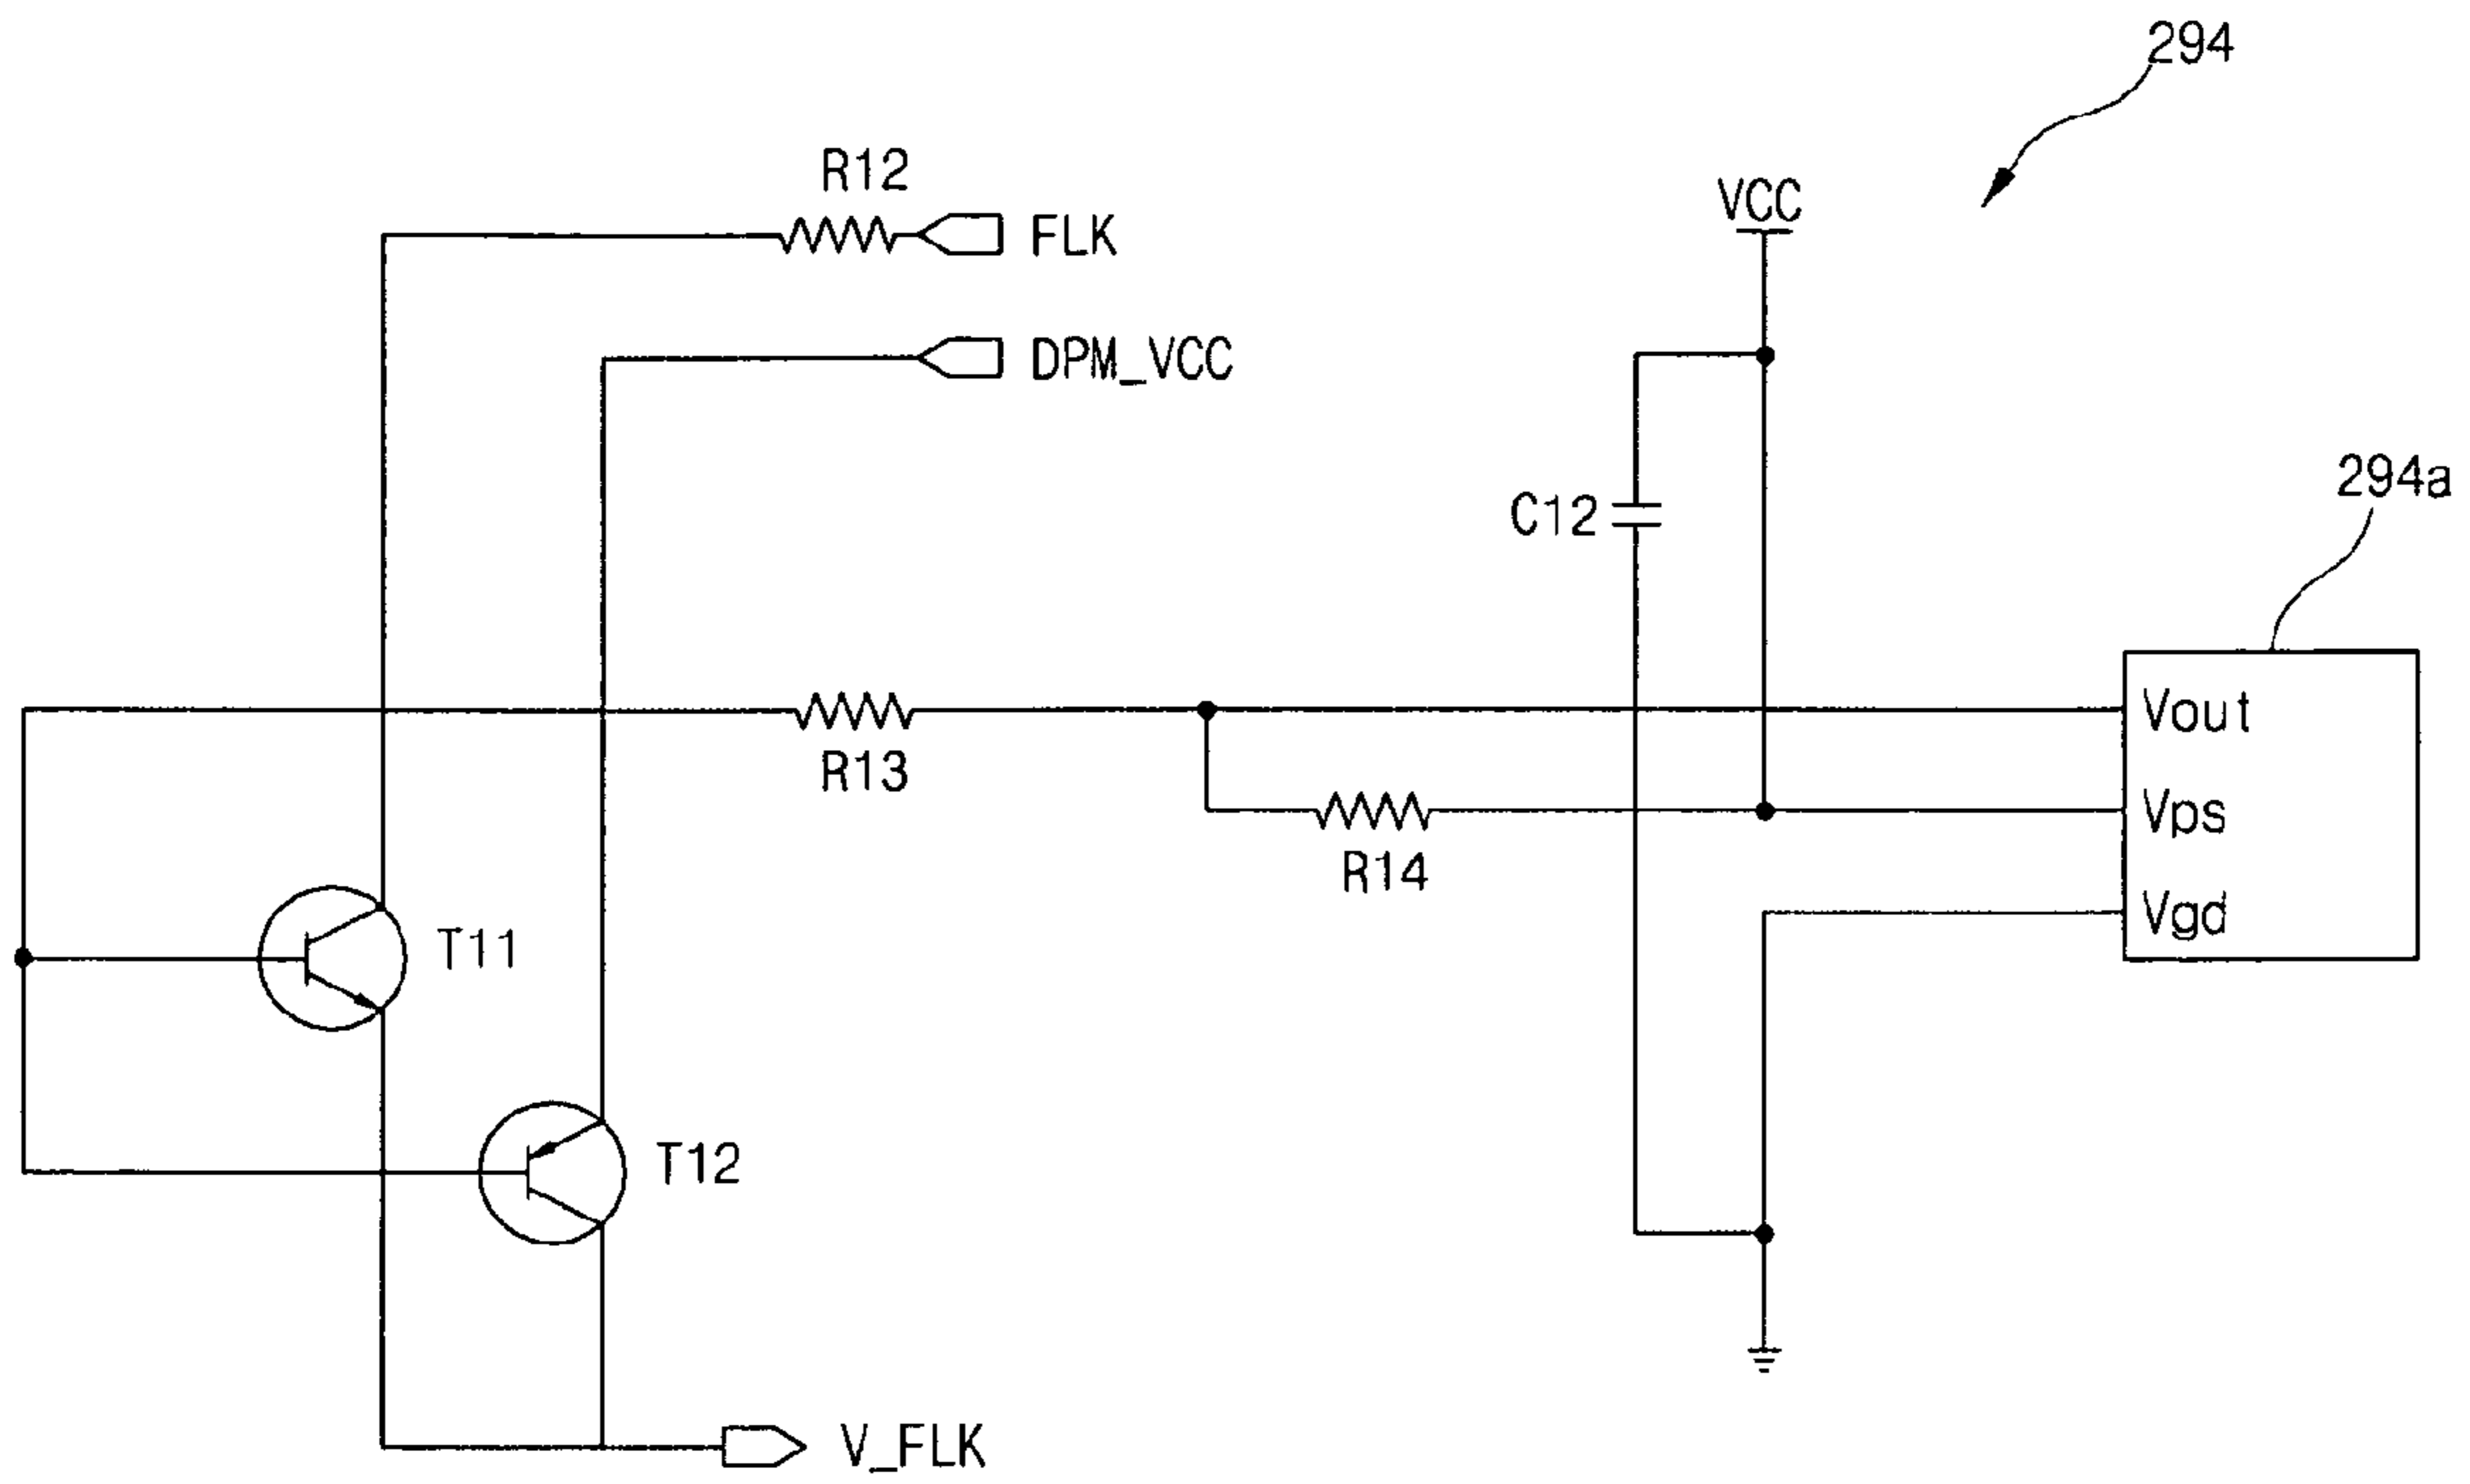 294
R12
FLK
VCC
DPM_VCC
294a
C12
Vout
R13
Vps
R14
Vgd
T11
T12
V_FLK